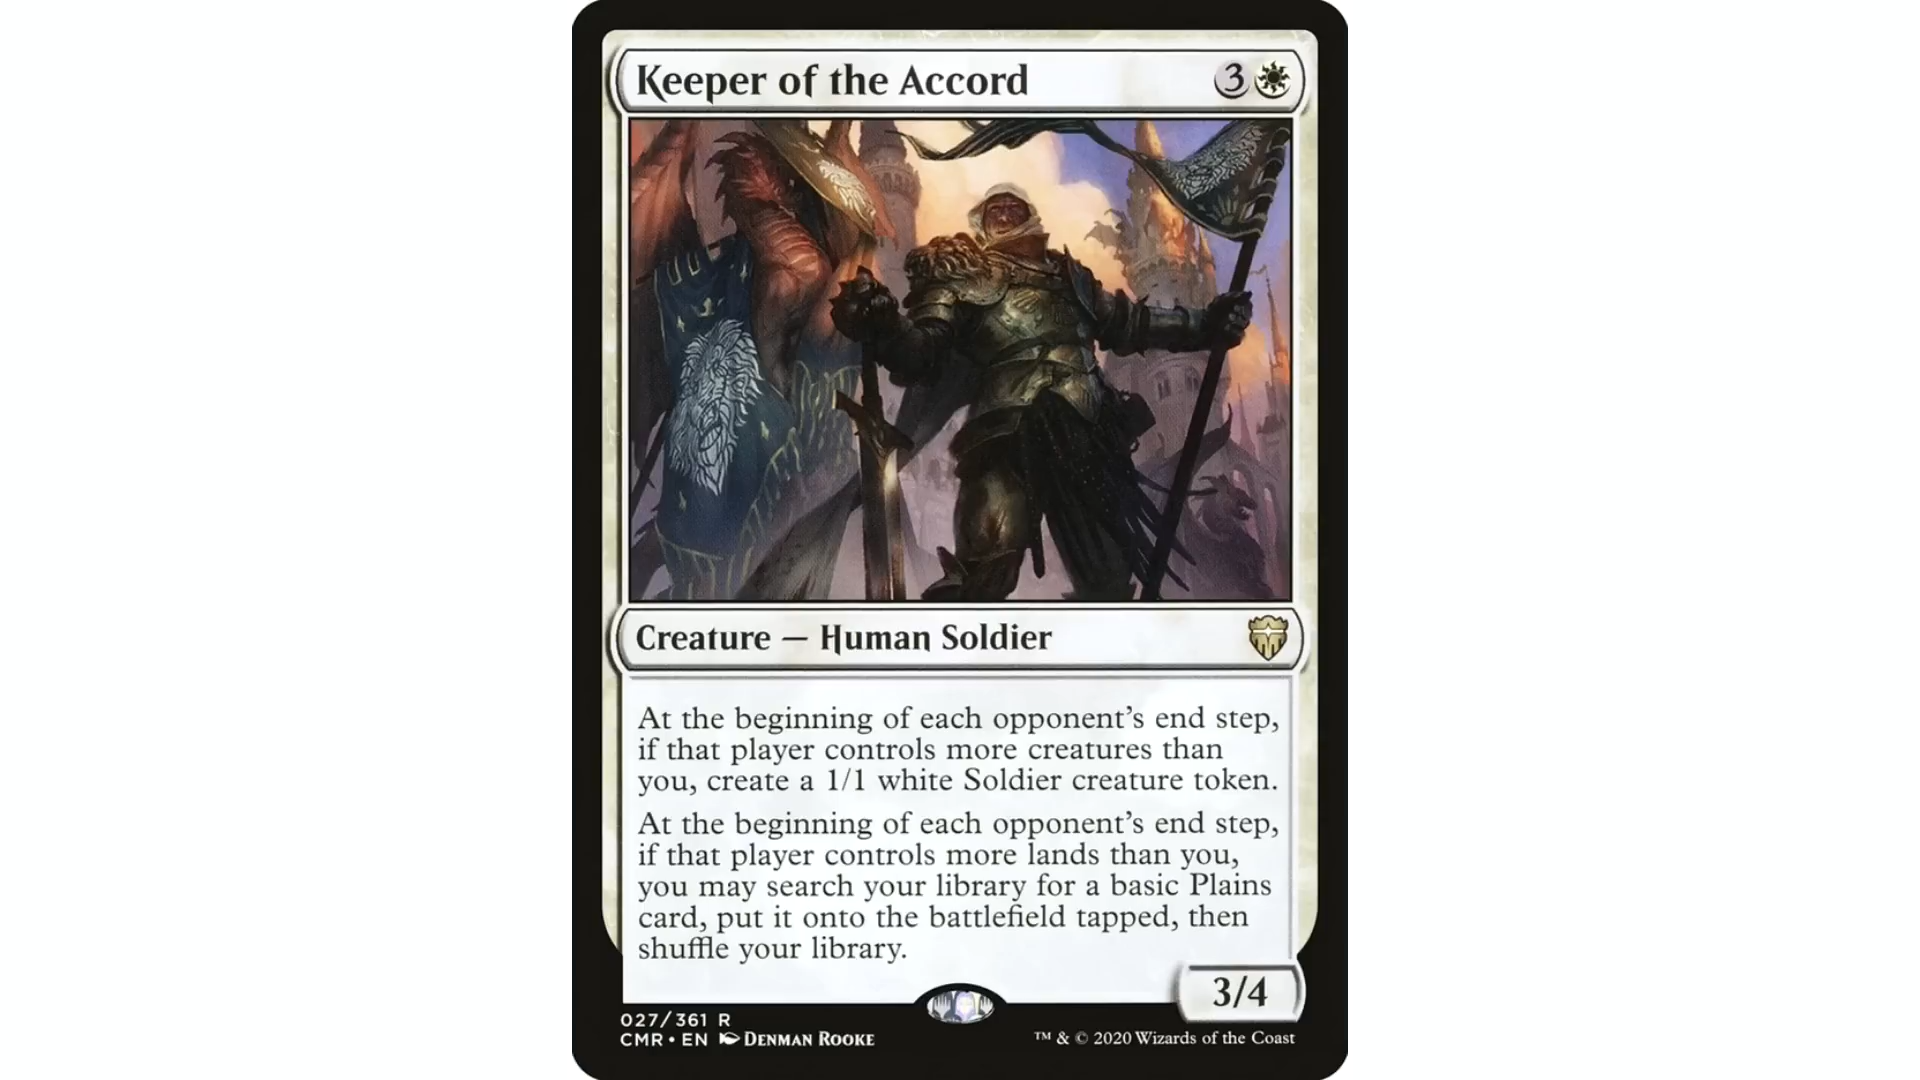 Keeper of the Accord 3
Creature — Human Soldier
At the beginning of each opponent's end step,
if that player controls more creatures than
you, create a 1/1 white Soldier creature token.
At the beginning of each opponent's end step,
if that player controls more lands than you,
you may search your library for a basic Plains
card, put it onto the battlefield tapped, then
shuffle your library.
3/4
027/361 R
CMR • EN Denman Rooke
™ & © 2020 Wizards of the Coast